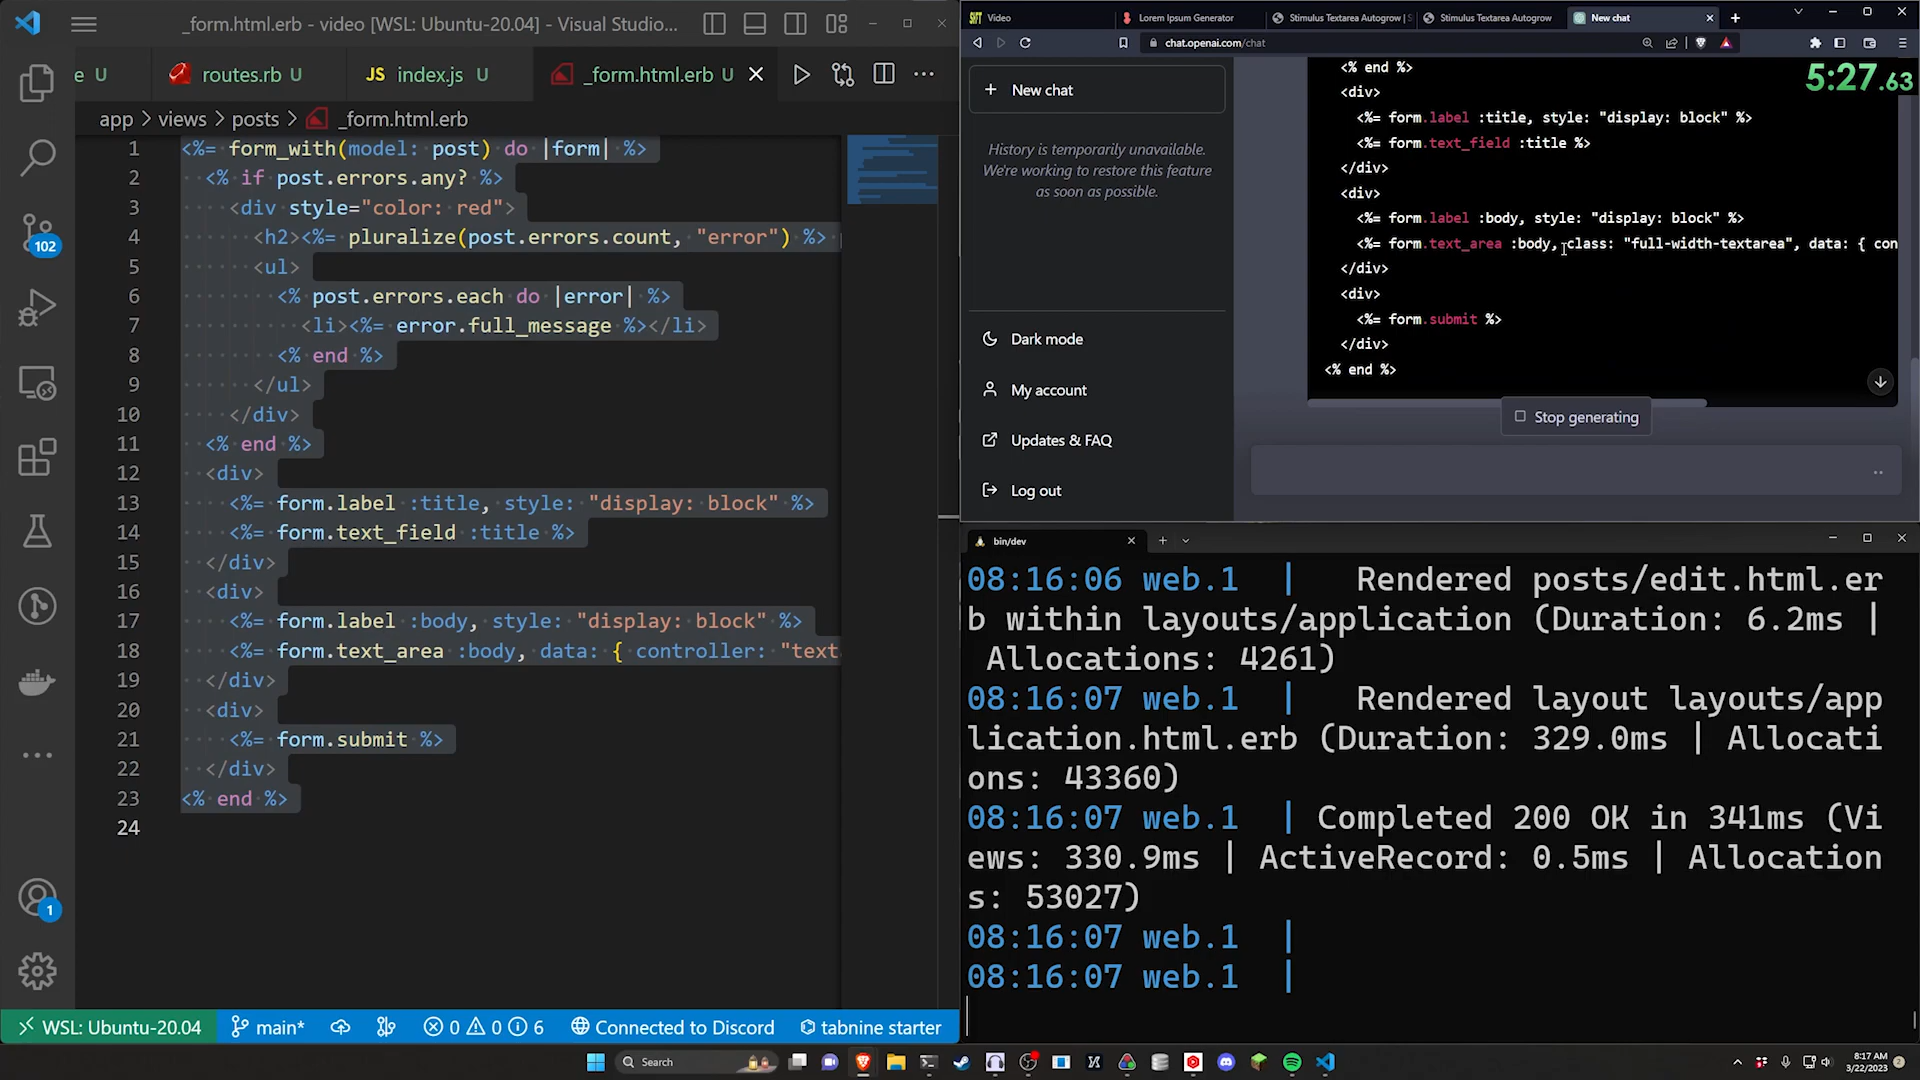 _form.html.erb - video [WSL: Ubuntu-20.04] - Visual Studio...
e U
routes.rb U
JS index.js U
_form.html.erb U
app > views > posts > _form.html.erb
1 <%= form_with(model: post) do |form| %>
2 <% if post.errors.any? %>
3 <div style="color: red">
4 <h2><%= pluralize(post.errors.count, "error") %>
5 <ul>
6 <% post.errors.each do |error| %>
7 <li><%= error.full_message %></li>
8 <% end %>
9 </ul>
10 </div>
11 <% end %>
12 <div>
13 <%= form.label :title, style: "display: block" %>
14 <%= form.text_field :title %>
15 </div>
16 <div>
17 <%= form.label :body, style: "display: block" %>
18 <%= form.text_area :body, data: { controller: "text
19 </div>
20 <div>
21 <%= form.submit %>
22 </div>
23 <% end %>
24
102
1
WSL: Ubuntu-20.04
main*
0 0 6
Connected to Discord
tabnine starter
Video
Lorem Ipsum Generator
Stimulus Textarea Autogrow | S
Stimulus Textarea Autogrow
New chat
chat.openai.com/chat
5:27.63
+ New chat
History is temporarily unavailable.
We're working to restore this feature
as soon as possible.
Dark mode
My account
Updates & FAQ
Log out
<% end %>
<div>
<%= form.label :title, style: "display: block" %>
<%= form.text_field :title %>
</div>
<div>
<%= form.label :body, style: "display: block" %>
<%= form.text_area :body, class: "full-width-textarea", data: { con
</div>
<div>
<%= form.submit %>
</div>
<% end %>
Stop generating
bin/dev
08:16:06 web.1 | Rendered posts/edit.html.er
b within layouts/application (Duration: 6.2ms |
Allocations: 4261)
08:16:07 web.1 | Rendered layout layouts/app
lication.html.erb (Duration: 329.0ms | Allocati
ons: 43360)
08:16:07 web.1 | Completed 200 OK in 341ms (Vi
ews: 330.9ms | ActiveRecord: 0.5ms | Allocation
s: 53027)
08:16:07 web.1 |
08:16:07 web.1 |
Search
8:17 AM
3/22/2023